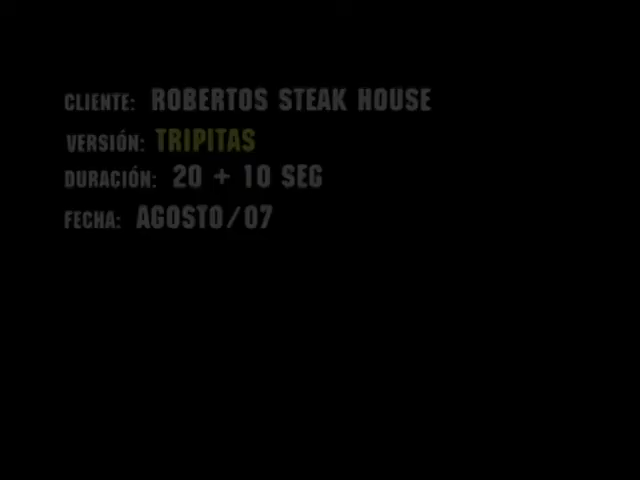 CLIENTE: ROBERTOS STEAK HOUSE
VERSIÓN: TRIPITAS
DURACIÓN: 20 + 10 SEG
FECHA: AGOSTO/07